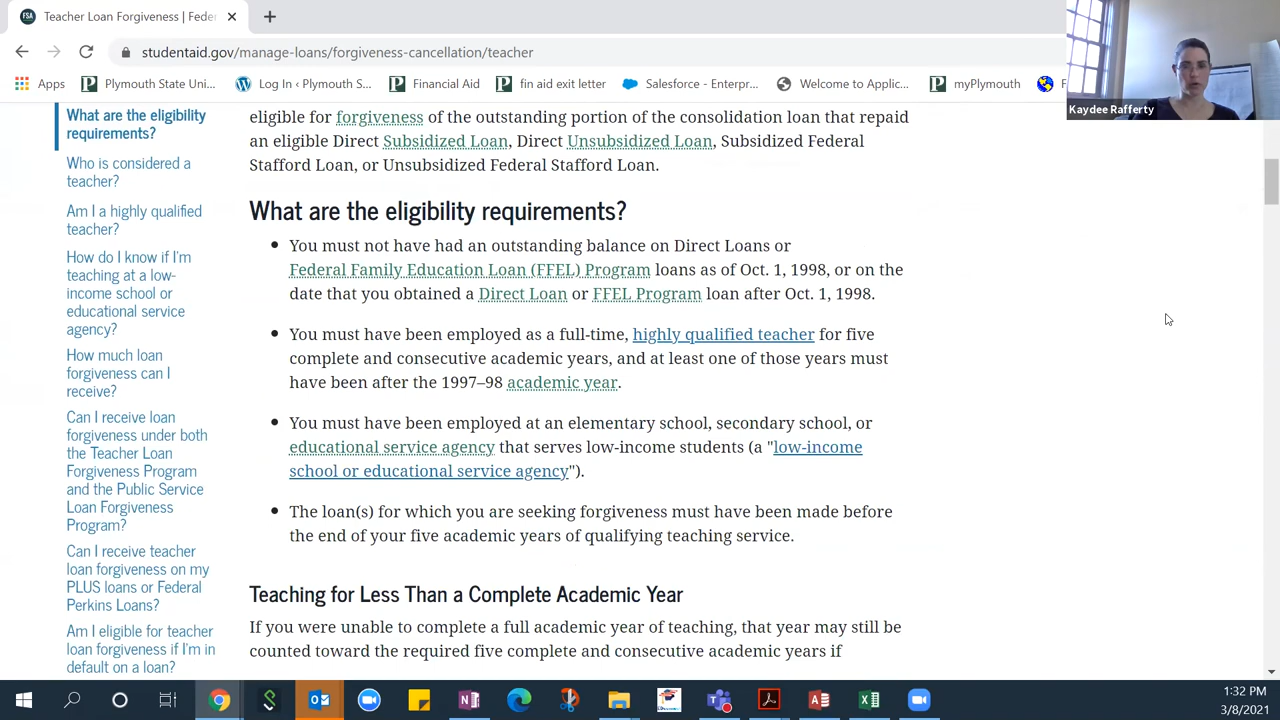 FSA
Teacher Loan Forgiveness | Feder
studentaid.gov/manage-loans/forgiveness-cancellation/teacher
Apps
P Plymouth State Uni...
Log In ‹ Plymouth S...
P Financial Aid
P fin aid exit letter
Salesforce - Enterpr...
Welcome to Applic...
P myPlymouth
F
Kaydee Rafferty
What are the eligibility
requirements?
Who is considered a
teacher?
Am I a highly qualified
teacher?
How do I know if I'm
teaching at a low-
income school or
educational service
agency?
How much loan
forgiveness can I
receive?
Can I receive loan
forgiveness under both
the Teacher Loan
Forgiveness Program
and the Public Service
Loan Forgiveness
Program?
Can I receive teacher
loan forgiveness on my
PLUS loans or Federal
Perkins Loans?
Am I eligible for teacher
loan forgiveness if I'm in
default on a loan?
eligible for forgiveness of the outstanding portion of the consolidation loan that repaid
an eligible Direct Subsidized Loan, Direct Unsubsidized Loan, Subsidized Federal
Stafford Loan, or Unsubsidized Federal Stafford Loan.
What are the eligibility requirements?
• You must not have had an outstanding balance on Direct Loans or
Federal Family Education Loan (FFEL) Program loans as of Oct. 1, 1998, or on the
date that you obtained a Direct Loan or FFEL Program loan after Oct. 1, 1998.
• You must have been employed as a full-time, highly qualified teacher for five
complete and consecutive academic years, and at least one of those years must
have been after the 1997–98 academic year.
• You must have been employed at an elementary school, secondary school, or
educational service agency that serves low-income students (a "low-income
school or educational service agency").
• The loan(s) for which you are seeking forgiveness must have been made before
the end of your five academic years of qualifying teaching service.
Teaching for Less Than a Complete Academic Year
If you were unable to complete a full academic year of teaching, that year may still be
counted toward the required five complete and consecutive academic years if
1:32 PM
3/8/2021